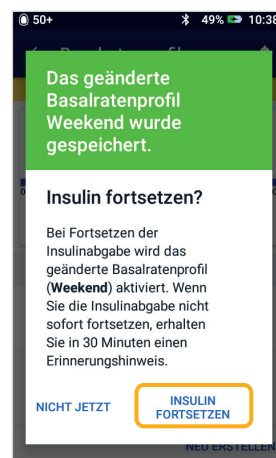 50+ 49% 10:38
Das geänderte
Basalratenprofil
Weekend wurde
gespeichert.
Insulin fortsetzen?
Bei Fortsetzen der
Insulinabgabe wird das
geänderte Basalratenprofil
(Weekend) aktiviert. Wenn
Sie die Insulinabgabe nicht
sofort fortsetzen, erhalten
Sie in 30 Minuten einen
Erinnerungshinweis.
NICHT JETZT
INSULIN
FORTSETZEN
NEU ERSTELLEN